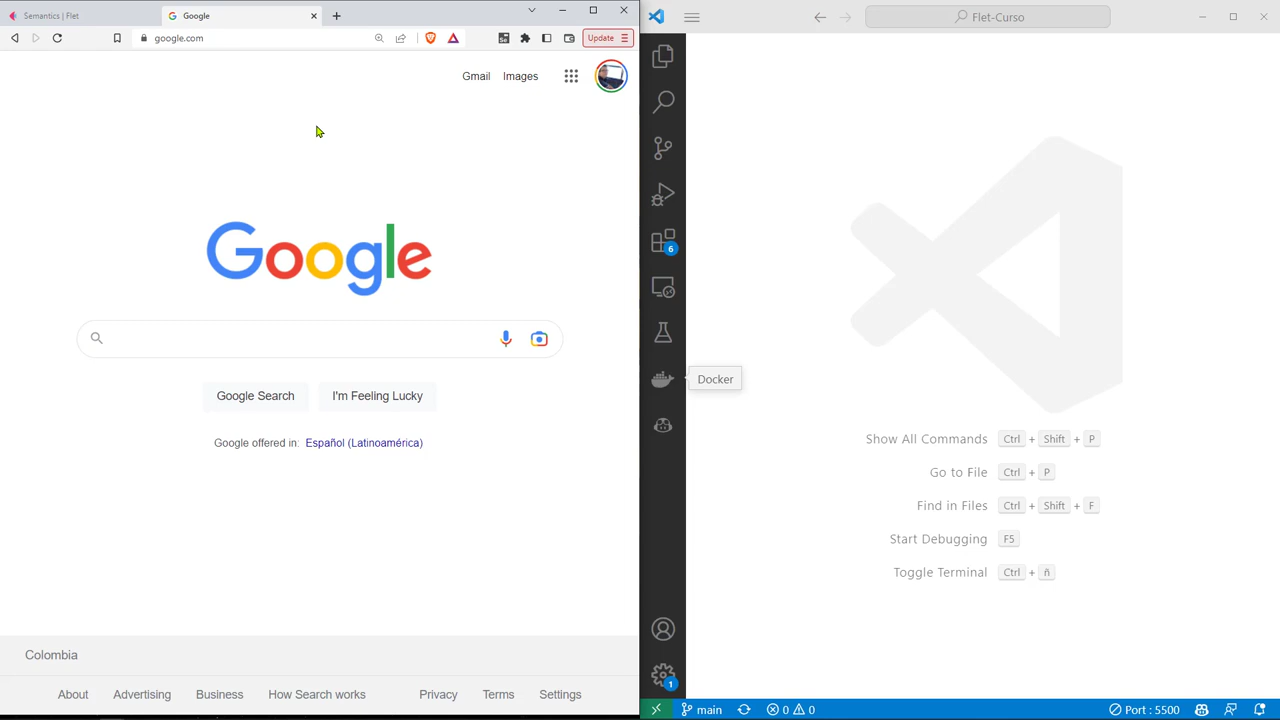 Semantics | Flet
Google
google.com
Update
Gmail
Images
Google
Google Search
I'm Feeling Lucky
Google offered in: Español (Latinoamérica)
Colombia
About
Advertising
Business
How Search works
Privacy
Terms
Settings
Flet-Curso
6
Docker
Show All Commands Ctrl + Shift + P
Go to File Ctrl + P
Find in Files Ctrl + Shift + F
Start Debugging F5
Toggle Terminal Ctrl + ñ
1
main
0
0
Port : 5500